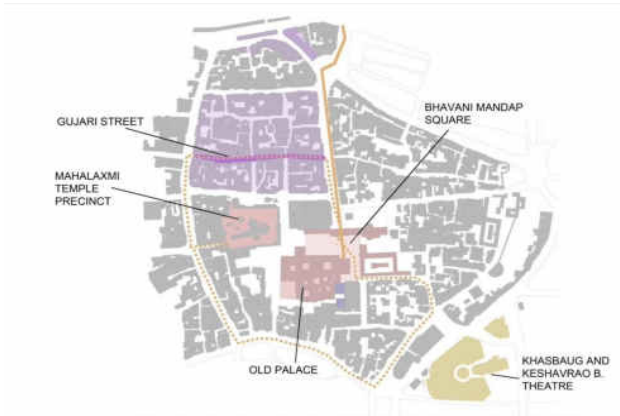 GUJARI STREET
MAHALAXMI
TEMPLE
PRECINCT
BHAVANI MANDAP
SQUARE
OLD PALACE
KHASBAUG AND
KESHAVRAO B.
THEATRE